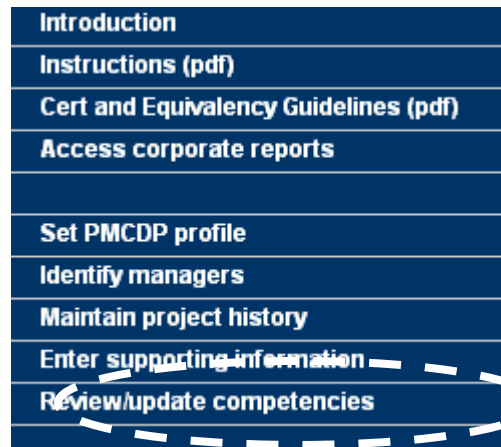 Introduction
Instructions (pdf)
Cert and Equivalency Guidelines (pdf)
Access corporate reports
Set PMCDP profile
Identify managers
Maintain project history
Enter supporting information
Review/update competencies